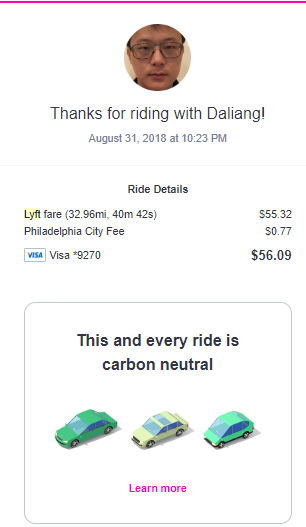 Thanks for riding with Daliang!
August 31, 2018 at 10:23 PM
Ride Details
Lyft fare (32.96mi, 40m 42s) $55.32
Philadelphia City Fee $0.77
VISA Visa *9270 $56.09
This and every ride is
carbon neutral
Learn more